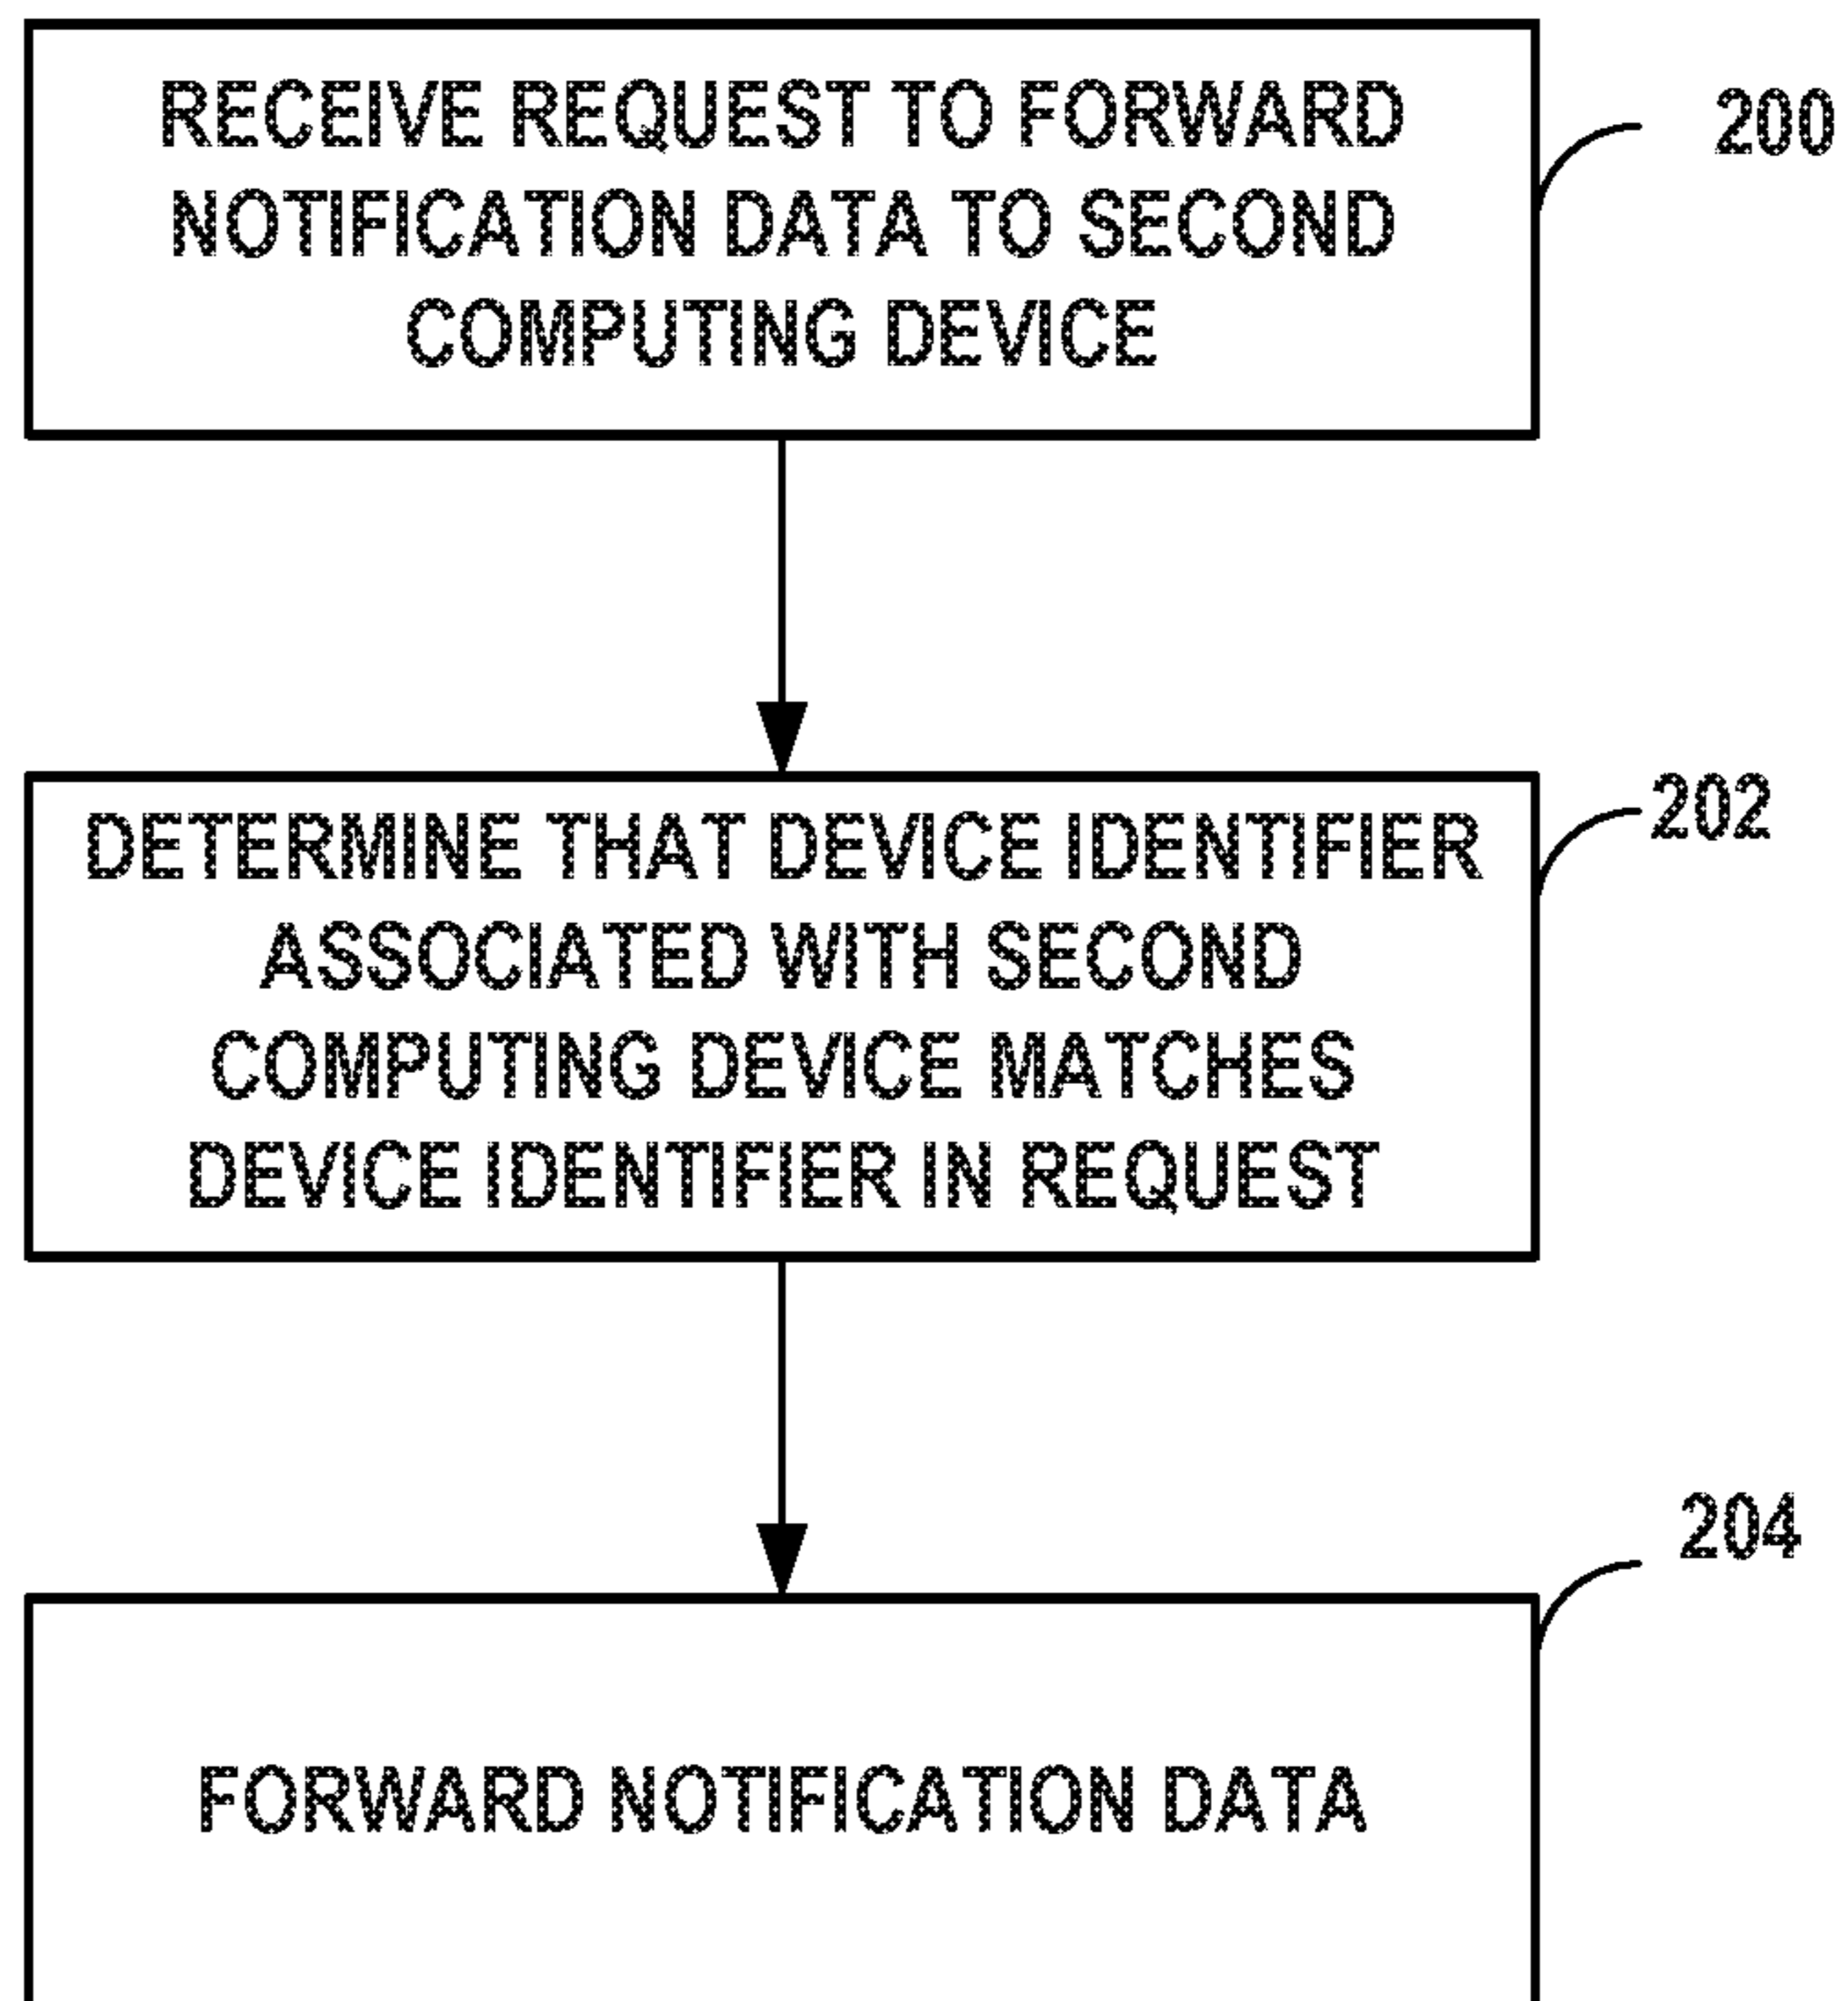 RECEIVE REQUEST TO FORWARD
NOTIFICATION DATA TO SECOND
COMPUTING DEVICE
200
DETERMINE THAT DEVICE IDENTIFIER
ASSOCIATED WITH SECOND
COMPUTING DEVICE MATCHES
DEVICE IDENTIFIER IN REQUEST
202
FORWARD NOTIFICATION DATA
204